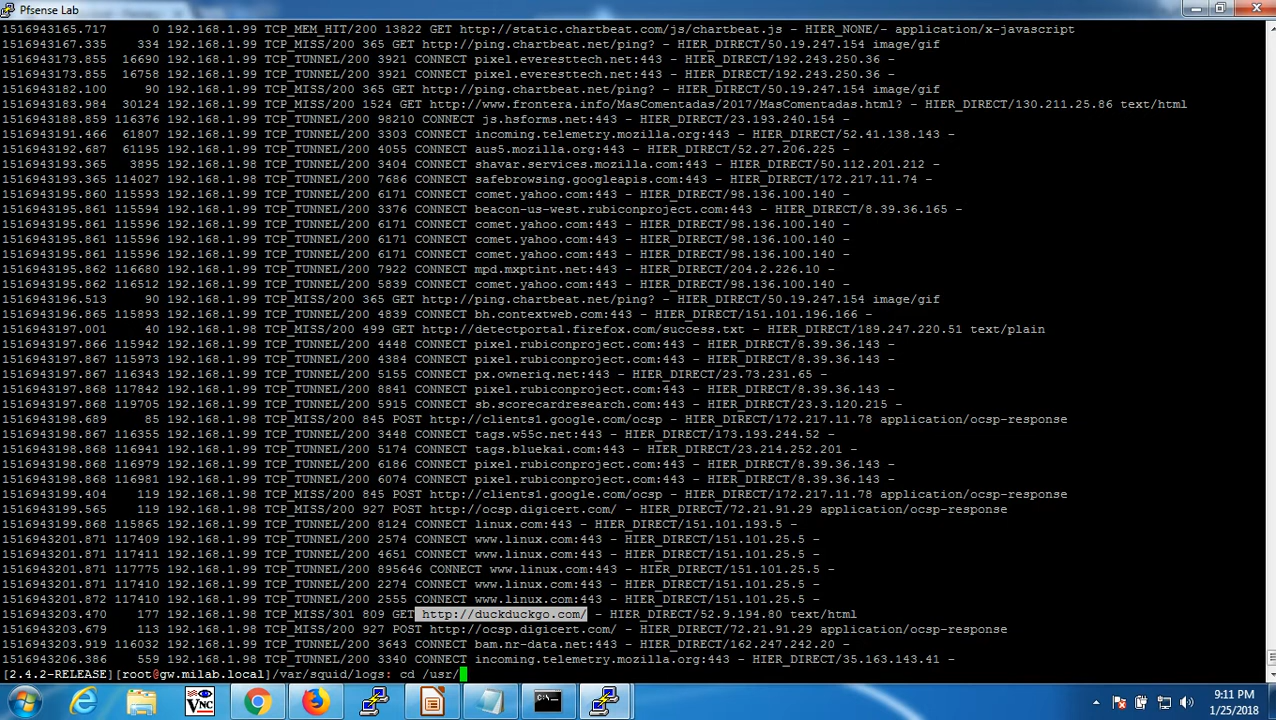 Pfsense Lab
1516943165.717 0 192.168.1.99 TCP_MEM_HIT/200 13822 GET http://static.chartbeat.com/js/chartbeat.js - HIER_NONE/- application/x-javascript
1516943167.335 334 192.168.1.99 TCP_MISS/200 365 GET http://ping.chartbeat.net/ping? - HIER_DIRECT/50.19.247.154 image/gif
1516943173.855 16690 192.168.1.99 TCP_TUNNEL/200 3921 CONNECT pixel.everesttech.net:443 - HIER_DIRECT/192.243.250.36 -
1516943173.855 16758 192.168.1.99 TCP_TUNNEL/200 3921 CONNECT pixel.everesttech.net:443 - HIER_DIRECT/192.243.250.36 -
1516943182.100 90 192.168.1.99 TCP_MISS/200 365 GET http://ping.chartbeat.net/ping? - HIER_DIRECT/50.19.247.154 image/gif
1516943183.984 30124 192.168.1.99 TCP_MISS/200 1524 GET http://www.frontera.info/MasComentadas/2017/MasComentadas.html? - HIER_DIRECT/130.211.25.86 text/html
1516943188.859 116376 192.168.1.99 TCP_TUNNEL/200 98210 CONNECT js.hsforms.net:443 - HIER_DIRECT/23.193.240.154 -
1516943191.466 61807 192.168.1.99 TCP_TUNNEL/200 3303 CONNECT incoming.telemetry.mozilla.org:443 - HIER_DIRECT/52.41.138.143 -
1516943192.687 61195 192.168.1.99 TCP_TUNNEL/200 4055 CONNECT aus5.mozilla.org:443 - HIER_DIRECT/52.27.206.225 -
1516943193.365 3895 192.168.1.99 TCP_TUNNEL/200 3404 CONNECT shavar.services.mozilla.com:443 - HIER_DIRECT/50.112.201.212 -
1516943193.365 114027 192.168.1.99 TCP_TUNNEL/200 7686 CONNECT safebrowsing.googleapis.com:443 - HIER_DIRECT/172.217.11.74 -
1516943195.860 115593 192.168.1.99 TCP_TUNNEL/200 6171 CONNECT comet.yahoo.com:443 - HIER_DIRECT/98.136.100.140 -
1516943195.861 115594 192.168.1.99 TCP_TUNNEL/200 3376 CONNECT beacon-us-west.rubiconproject.com:443 - HIER_DIRECT/8.39.36.165 -
1516943195.861 115596 192.168.1.99 TCP_TUNNEL/200 6171 CONNECT comet.yahoo.com:443 - HIER_DIRECT/98.136.100.140 -
1516943195.861 115596 192.168.1.99 TCP_TUNNEL/200 6171 CONNECT comet.yahoo.com:443 - HIER_DIRECT/98.136.100.140 -
1516943195.861 115596 192.168.1.99 TCP_TUNNEL/200 6171 CONNECT comet.yahoo.com:443 - HIER_DIRECT/98.136.100.140 -
1516943195.862 116680 192.168.1.99 TCP_TUNNEL/200 7922 CONNECT mpd.mxptint.net:443 - HIER_DIRECT/204.2.226.10 -
1516943195.862 116512 192.168.1.99 TCP_TUNNEL/200 5839 CONNECT comet.yahoo.com:443 - HIER_DIRECT/98.136.100.140 -
1516943196.513 90 192.168.1.99 TCP_MISS/200 365 GET http://ping.chartbeat.net/ping? - HIER_DIRECT/50.19.247.154 image/gif
1516943196.865 115893 192.168.1.99 TCP_TUNNEL/200 4839 CONNECT bh.contextweb.com:443 - HIER_DIRECT/151.101.196.166 -
1516943197.001 40 192.168.1.98 TCP_MISS/200 499 GET http://detectportal.firefox.com/success.txt - HIER_DIRECT/189.247.220.51 text/plain
1516943197.866 115942 192.168.1.99 TCP_TUNNEL/200 4448 CONNECT pixel.rubiconproject.com:443 - HIER_DIRECT/8.39.36.143 -
1516943197.867 115973 192.168.1.99 TCP_TUNNEL/200 4384 CONNECT pixel.rubiconproject.com:443 - HIER_DIRECT/8.39.36.143 -
1516943197.867 116343 192.168.1.99 TCP_TUNNEL/200 5155 CONNECT px.owneriq.net:443 - HIER_DIRECT/23.73.231.65 -
1516943197.868 117842 192.168.1.99 TCP_TUNNEL/200 8841 CONNECT pixel.rubiconproject.com:443 - HIER_DIRECT/8.39.36.143 -
1516943197.868 119705 192.168.1.99 TCP_TUNNEL/200 5915 CONNECT sb.scorecardresearch.com:443 - HIER_DIRECT/23.3.120.215 -
1516943198.689 85 192.168.1.98 TCP_MISS/200 845 POST http://clients1.google.com/ocsp - HIER_DIRECT/172.217.11.78 application/ocsp-response
1516943198.867 116355 192.168.1.99 TCP_TUNNEL/200 3448 CONNECT tags.w55c.net:443 - HIER_DIRECT/173.193.244.52 -
1516943198.868 116941 192.168.1.99 TCP_TUNNEL/200 5174 CONNECT tags.bluekai.com:443 - HIER_DIRECT/23.214.252.201 -
1516943198.868 116979 192.168.1.99 TCP_TUNNEL/200 6186 CONNECT pixel.rubiconproject.com:443 - HIER_DIRECT/8.39.36.143 -
1516943198.868 116979 192.168.1.99 TCP_TUNNEL/200 6074 CONNECT pixel.rubiconproject.com:443 - HIER_DIRECT/8.39.36.143 -
1516943199.404 119 192.168.1.98 TCP_MISS/200 845 POST http://clients1.google.com/ocsp - HIER_DIRECT/172.217.11.78 application/ocsp-response
1516943199.565 115 192.168.1.98 TCP_MISS/200 927 POST http://ocsp.digicert.com/ - HIER_DIRECT/72.21.91.29 application/ocsp-response
1516943199.868 115865 192.168.1.99 TCP_TUNNEL/200 8124 CONNECT linux.com:443 - HIER_DIRECT/151.101.193.5 -
1516943201.871 117409 192.168.1.99 TCP_TUNNEL/200 2574 CONNECT www.linux.com:443 - HIER_DIRECT/151.101.25.5 -
1516943201.871 117411 192.168.1.99 TCP_TUNNEL/200 4651 CONNECT www.linux.com:443 - HIER_DIRECT/151.101.25.5 -
1516943201.871 117775 192.168.1.99 TCP_TUNNEL/200 895646 CONNECT www.linux.com:443 - HIER_DIRECT/151.101.25.5 -
1516943201.871 117410 192.168.1.99 TCP_TUNNEL/200 2274 CONNECT www.linux.com:443 - HIER_DIRECT/151.101.25.5 -
1516943201.872 117410 192.168.1.99 TCP_TUNNEL/200 2555 CONNECT www.linux.com:443 - HIER_DIRECT/151.101.25.5 -
1516943203.470 177 192.168.1.98 TCP_MISS/301 809 GET http://duckduckgo.com/ - HIER_DIRECT/52.9.194.80 text/html
1516943203.679 113 192.168.1.98 TCP_MISS/200 927 POST http://ocsp.digicert.com/ - HIER_DIRECT/72.21.91.29 application/ocsp-response
1516943203.919 116032 192.168.1.99 TCP_TUNNEL/200 3643 CONNECT bam.nr-data.net:443 - HIER_DIRECT/162.247.242.20 -
1516943206.386 559 192.168.1.98 TCP_TUNNEL/200 3340 CONNECT incoming.telemetry.mozilla.org:443 - HIER_DIRECT/35.163.143.41 -
[2.4.2-RELEASE][root@gw.milab.local]/var/squid/logs: cd /usr/
VNC
9:11 PM
1/25/2018